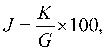 J = K/G × 100,